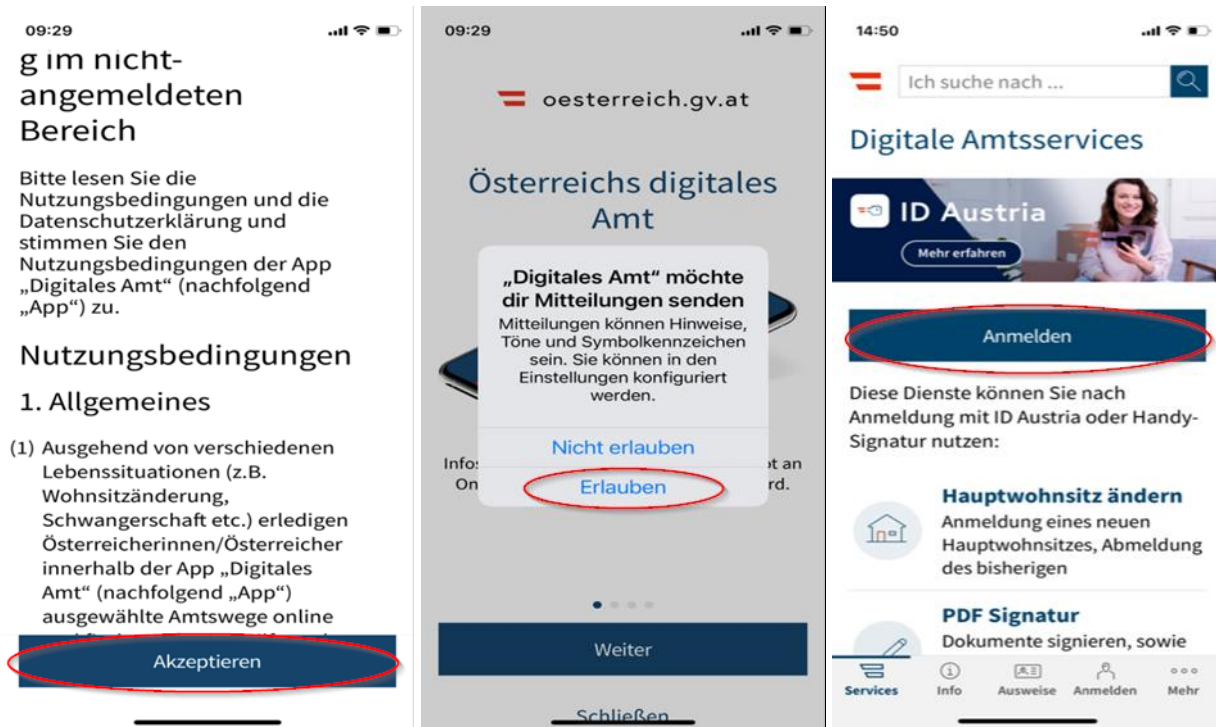 09:29
g im nicht-
angemeldeten
Bereich
Bitte lesen Sie die
Nutzungsbedingungen und die
Datenschutzerklärung und
stimmen Sie den
Nutzungsbedingungen der App
„Digitales Amt“ (nachfolgend
„App“) zu.
Nutzungsbedingungen
1. Allgemeines
(1) Ausgehend von verschiedenen
Lebenssituationen (z.B.
Wohnsitzänderung,
Schwangerschaft etc.) erledigen
Österreicherinnen/Österreicher
innerhalb der App „Digitales
Amt“ (nachfolgend „App“)
ausgewählte Amtswege online
Akzeptieren
09:29
oesterreich.gv.at
Österreichs digitales
Amt
„Digitales Amt“ möchte
dir Mitteilungen senden
Mitteilungen können Hinweise,
Töne und Symbolkennzeichen
sein. Sie können in den
Einstellungen konfiguriert
werden.
Nicht erlauben
Erlauben
Weiter
Schließen
14:50
Ich suche nach ...
Digitale Amtsservices
ID Austria
Mehr erfahren
Anmelden
Diese Dienste können Sie nach
Anmeldung mit ID Austria oder Handy-
Signatur nutzen:
Hauptwohnsitz ändern
Anmeldung eines neuen
Hauptwohnsitzes, Abmeldung
des bisherigen
PDF Signatur
Dokumente signieren, sowie
Services Info Ausweise Anmelden Mehr